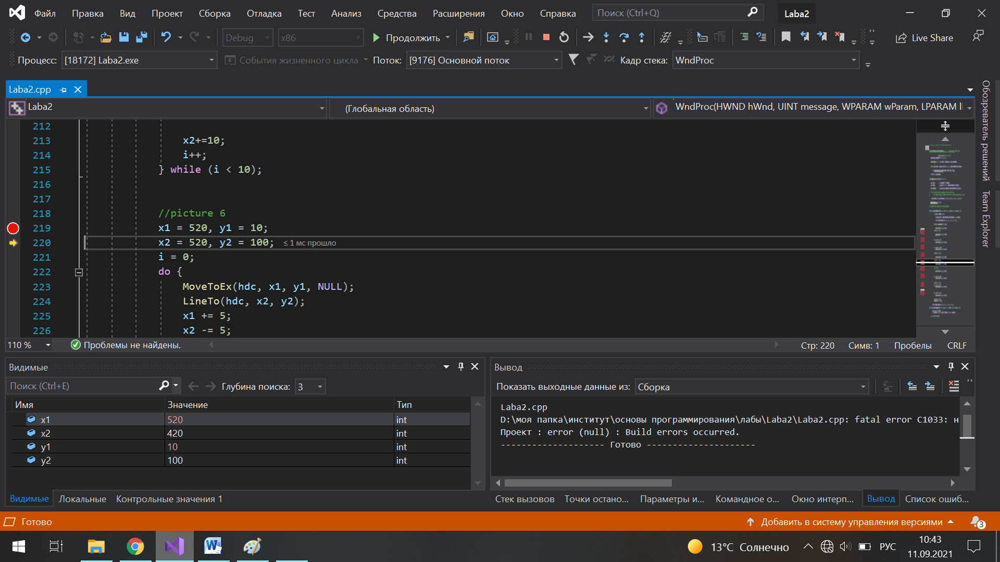 Файл Правка Вид Проект Сборка Отладка Тест Анализ Средства Расширения Окно Справка Поиск (Ctrl+Q) Laba2
Debug x86 Продолжить Live Share
Процесс: [18172] Laba2.exe События жизненного цикла Поток: [9176] Основной поток Кадр стека: WndProc
Laba2.cpp
Laba2 (Глобальная область) WndProc(HWND hWnd, UINT message, WPARAM wParam, LPARAM l
Обозреватель решений
Team Explorer
212
213 x2+=10;
214 i++;
215 } while (i < 10);
216
217
218 //picture 6
219 x1 = 520, y1 = 10;
220 x2 = 520, y2 = 100; ≤ 1 мс прошло
221 i = 0;
222 do {
223 MoveToEx(hdc, x1, y1, NULL);
224 LineTo(hdc, x2, y2);
225 x1 += 5;
226 x2 -= 5;
110 % Проблемы не найдены. Стр: 220 Симв: 1 Пробелы CRLF
Видимые
Поиск (Ctrl+E) Глубина поиска: 3
Имя Значение Тип
x1 520 int
x2 420 int
y1 10 int
y2 100 int
Видимые Локальные Контрольные значения 1
Вывод
Показать выходные данные из: Сборка
Laba2.cpp
D:\моя папка\институт\основы программирования\лабы\Laba2\Laba2.cpp: fatal error C1033: н
Проект : error (null) : Build errors occurred.
-------------------- Готово ---------------------
Стек вызовов Точки остано... Параметры и... Командное о... Окно интерп... Вывод Список ошиб...
Готово Добавить в систему управления версиями 3
13°C Солнечно РУС 10:43
11.09.2021